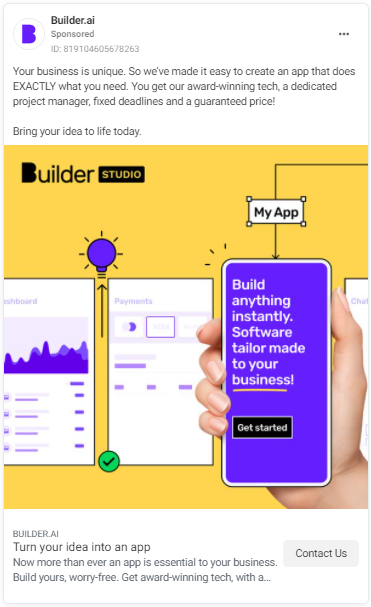 Builder.ai
Sponsored
ID: 819104605678263
Your business is unique. So we've made it easy to create an app that does
EXACTLY what you need. You get our award-winning tech, a dedicated
project manager, fixed deadlines and a guaranteed price!
Bring your idea to life today.
Builder STUDIO
My App
shboard
Payments
VISA
Chat
Build
anything
instantly.
Software
tailor made
to your
business!
Get started
BUILDER.AI
Turn your idea into an app
Now more than ever an app is essential to your business.
Build yours, worry-free. Get award-winning tech, with a...
Contact Us